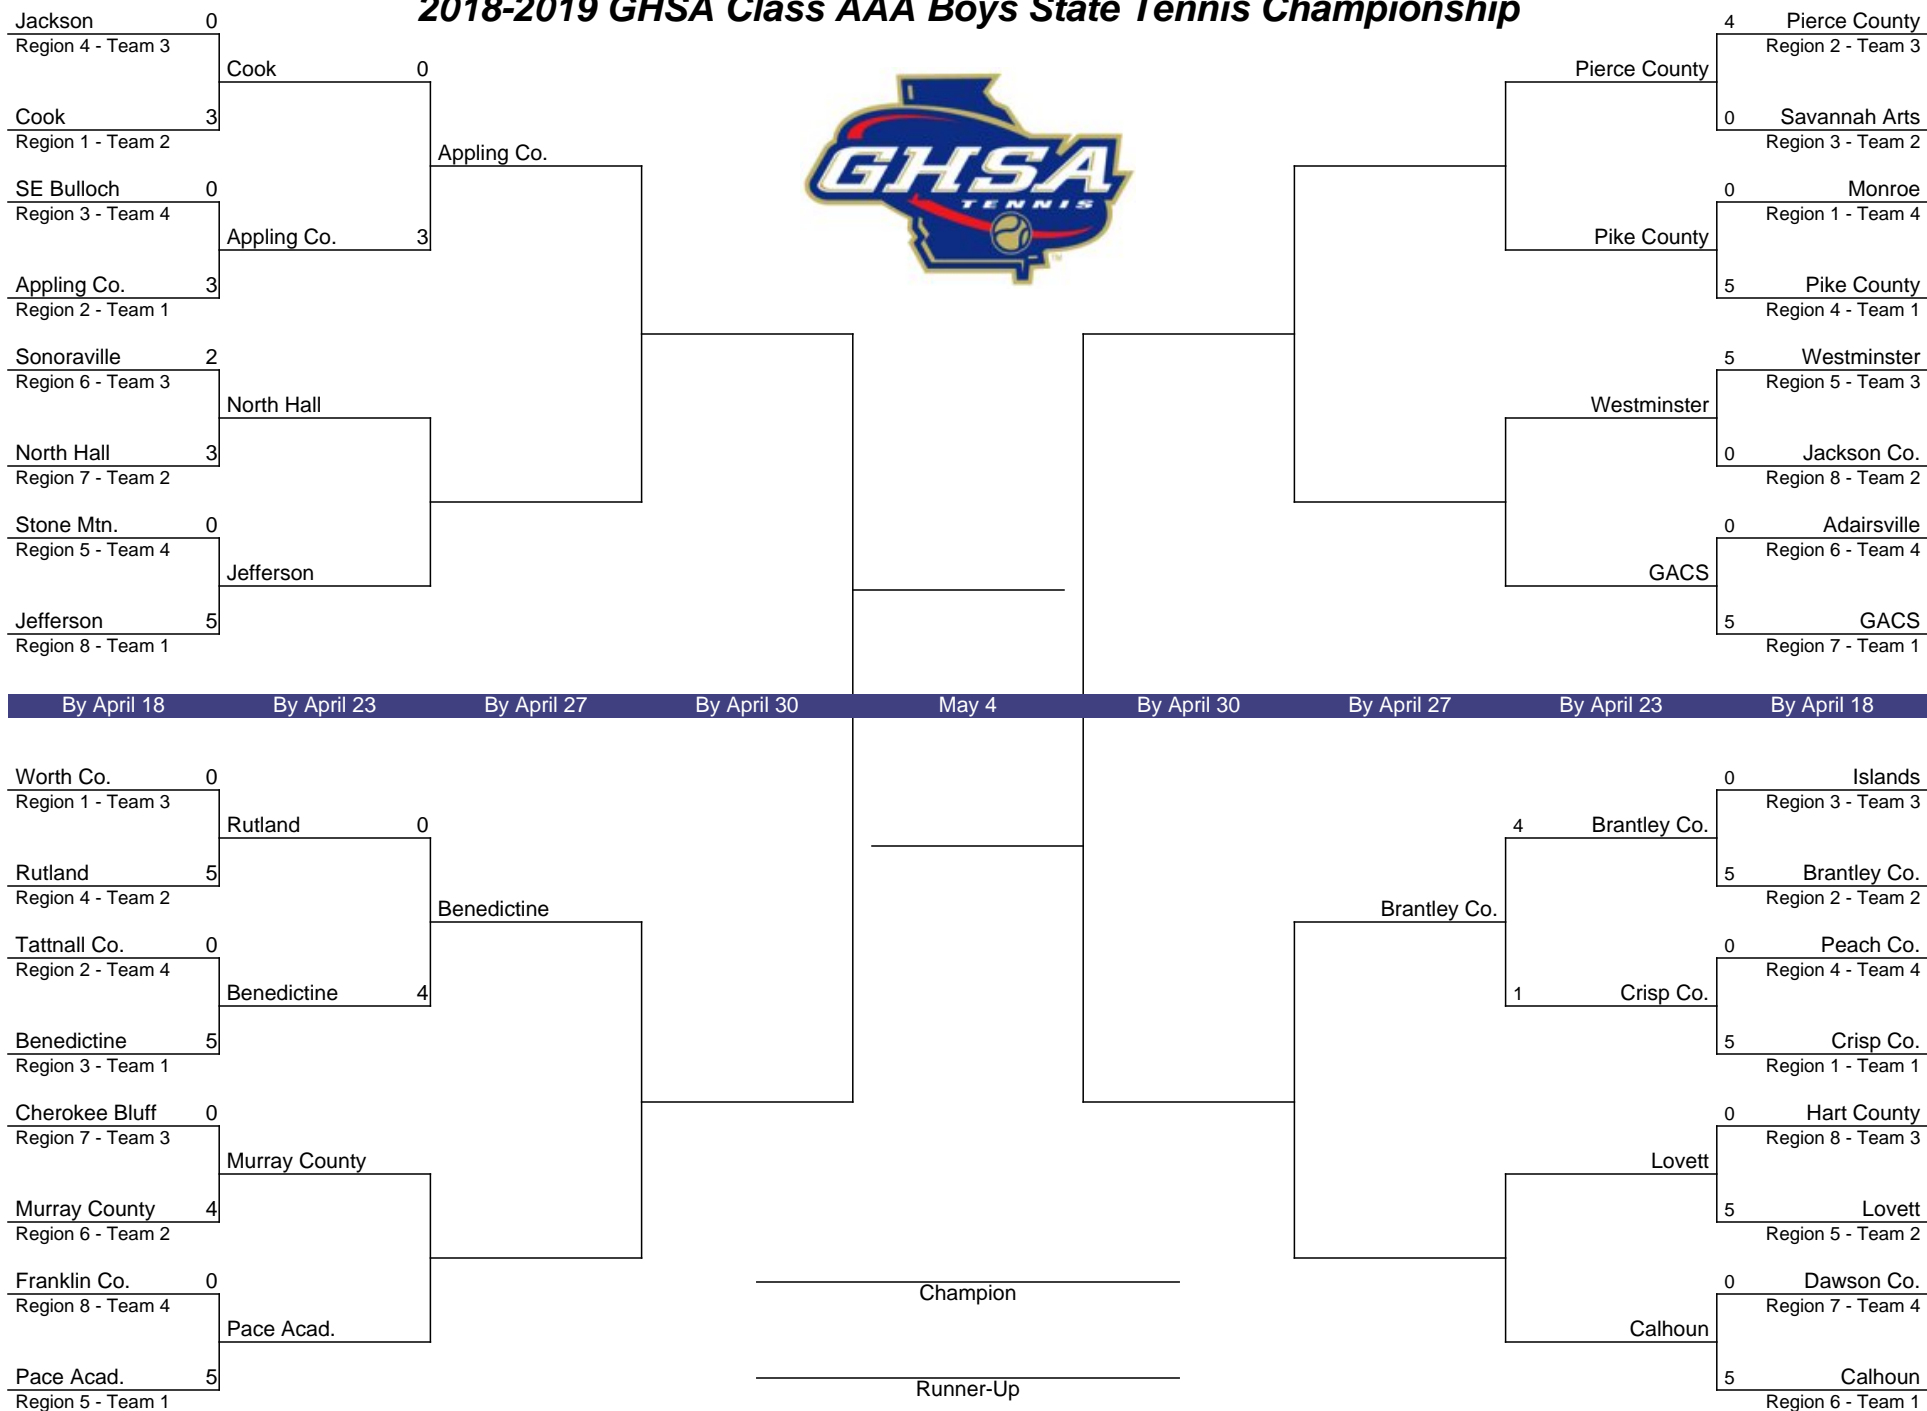 2018-2019 GHSA Class AAA Boys State Tennis Championship
Jackson 0
Region 4 - Team 3
Cook 0
Cook 3
Region 1 - Team 2
Appling Co.
SE Bulloch 0
Region 3 - Team 4
Appling Co. 3
Appling Co. 3
Region 2 - Team 1
Sonoraville 2
Region 6 - Team 3
North Hall
North Hall 3
Region 7 - Team 2
Stone Mtn. 0
Region 5 - Team 4
Jefferson
Jefferson 5
Region 8 - Team 1
GHSA
TENNIS
TM
4 Pierce County
Region 2 - Team 3
Pierce County
0 Savannah Arts
Region 3 - Team 2
0 Monroe
Region 1 - Team 4
Pike County
5 Pike County
Region 4 - Team 1
5 Westminster
Region 5 - Team 3
Westminster
0 Jackson Co.
Region 8 - Team 2
0 Adairsville
Region 6 - Team 4
GACS
5 GACS
Region 7 - Team 1
By April 18 By April 23 By April 27 By April 30 May 4 By April 30 By April 27 By April 23 By April 18
Worth Co. 0
Region 1 - Team 3
Rutland 0
Rutland 5
Region 4 - Team 2
Benedictine
Tattnall Co. 0
Region 2 - Team 4
Benedictine 4
Benedictine 5
Region 3 - Team 1
Cherokee Bluff 0
Region 7 - Team 3
Murray County
Murray County 4
Region 6 - Team 2
Franklin Co. 0
Region 8 - Team 4
Pace Acad.
Pace Acad. 5
Region 5 - Team 1
Champion
Runner-Up
0 Islands
Region 3 - Team 3
4 Brantley Co.
5 Brantley Co.
Region 2 - Team 2
Brantley Co.
0 Peach Co.
Region 4 - Team 4
1 Crisp Co.
5 Crisp Co.
Region 1 - Team 1
0 Hart County
Region 8 - Team 3
Lovett
5 Lovett
Region 5 - Team 2
0 Dawson Co.
Region 7 - Team 4
Calhoun
5 Calhoun
Region 6 - Team 1